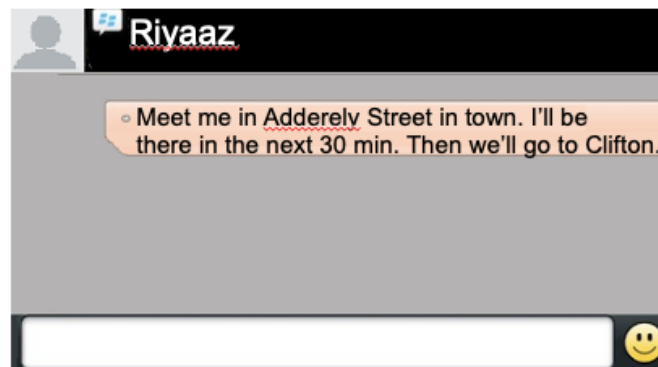 Riyaaz
Meet me in Adderely Street in town. I'll be
there in the next 30 min. Then we'll go to Clifton.